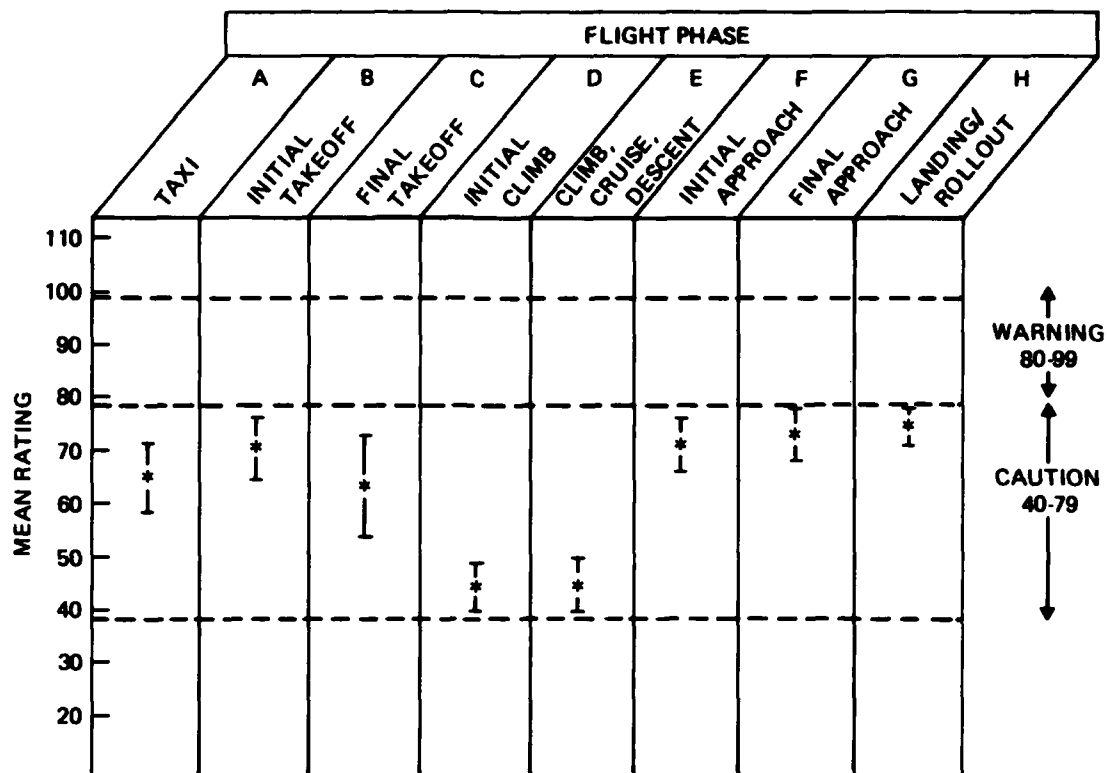 FLIGHT PHASE
A B C D E F G H
TAXI
INITIAL
TAKEOFF
FINAL
TAKEOFF
INITIAL
CLIMB
CLIMB,
CRUISE,
DESCENT
INITIAL
APPROACH
FINAL
APPROACH
LANDING/
ROLLOUT
MEAN RATING
110
100
90
80
70
60
50
40
30
20
WARNING
80-99
CAUTION
40-79